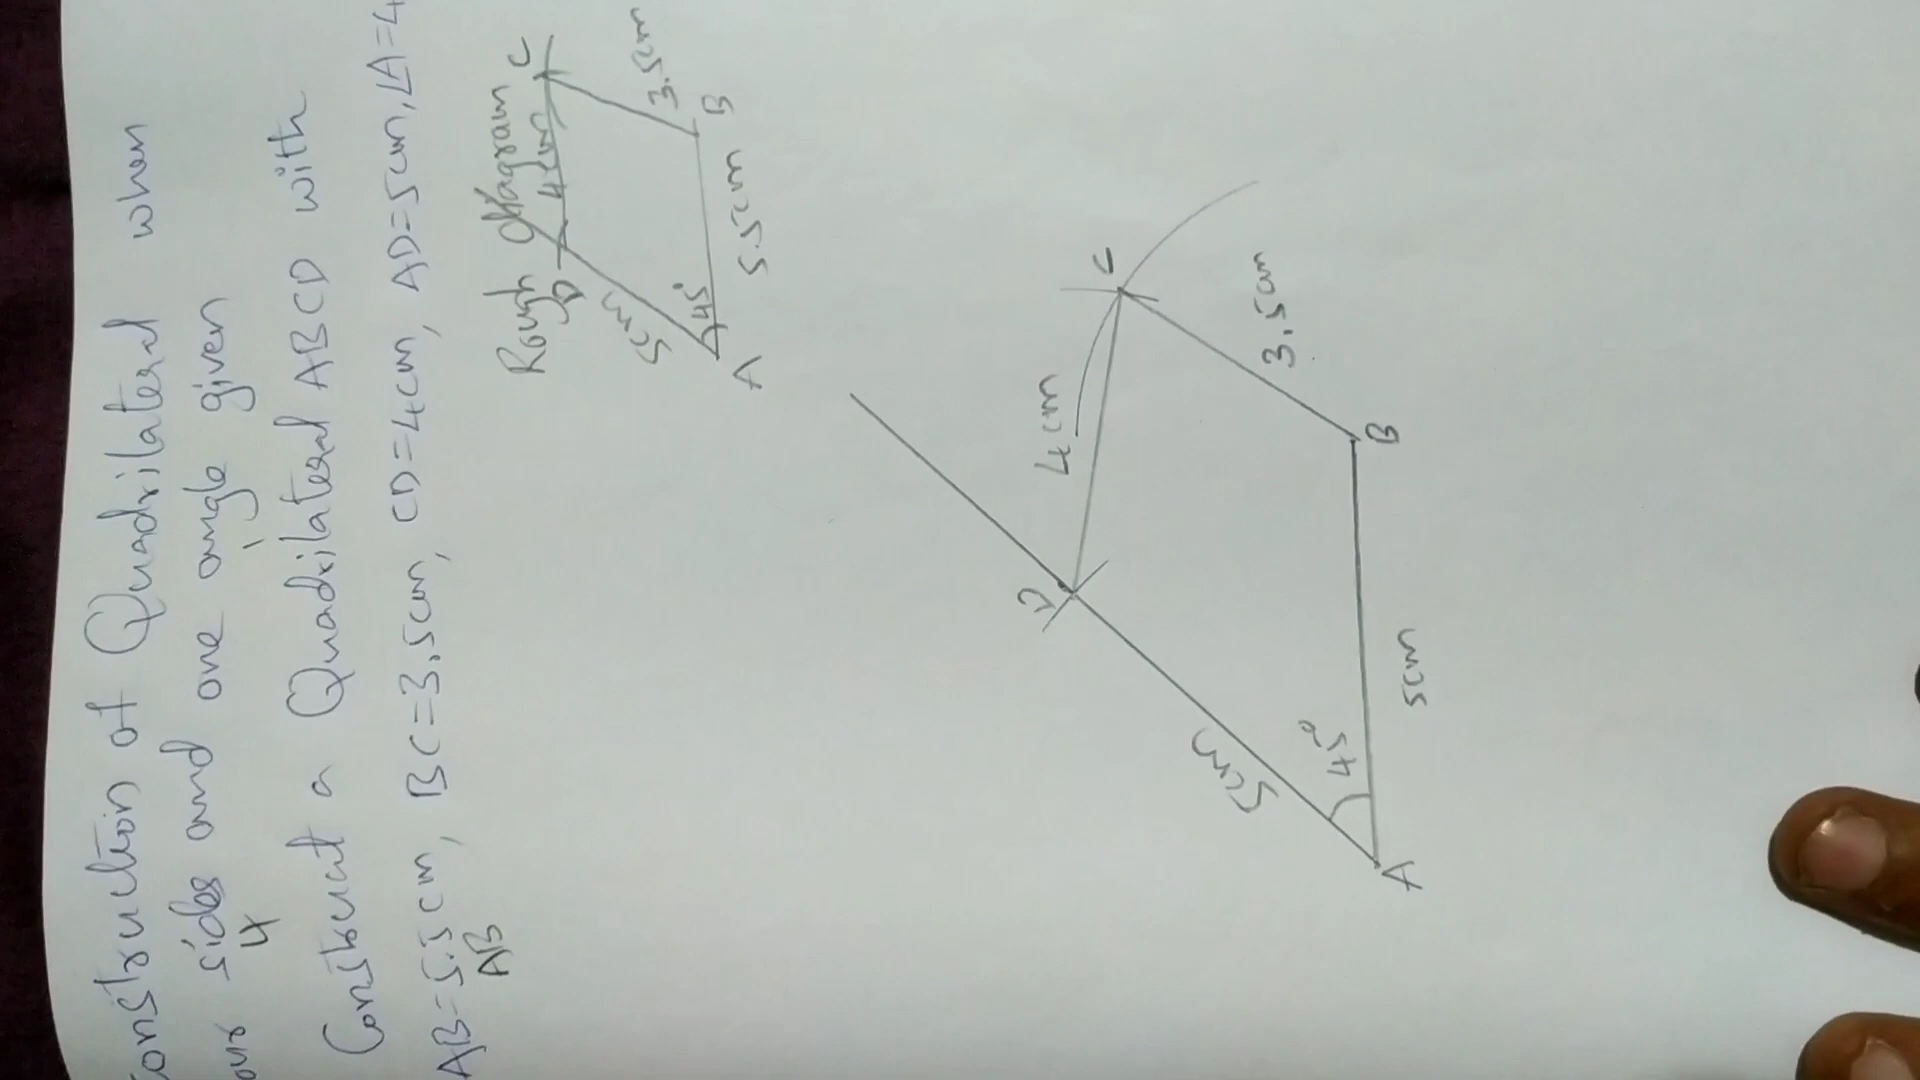 Construction of Quadrilateral when
four sides and one angle given
4
Construct a Quadrilateral ABCD with
AB=5.5cm, BC=3.5cm, CD=4cm, AD=5cm, ∠A=4
AB
Rough Diagram
D
4cm
C
5cm
3.5cm
45°
A
5.5cm
B
D
4cm
C
5cm
3.5cm
45°
A
5cm
B